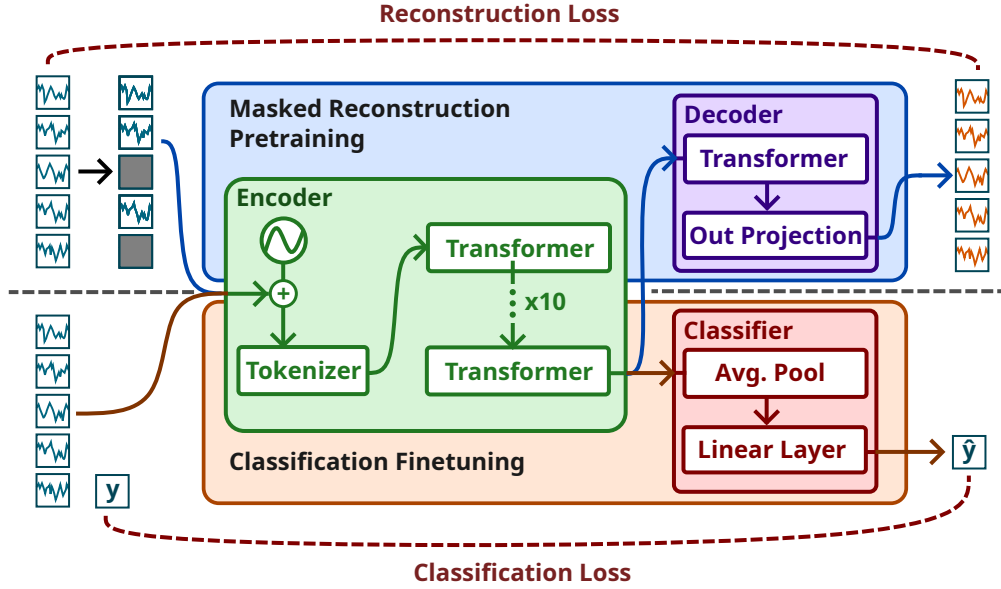 Reconstruction Loss
Masked Reconstruction
Pretraining
Decoder
Transformer
Out Projection
Encoder
+
Tokenizer
Transformer
x10
Transformer
Classifier
Avg. Pool
Linear Layer
Classification Finetuning
y
ŷ
Classification Loss